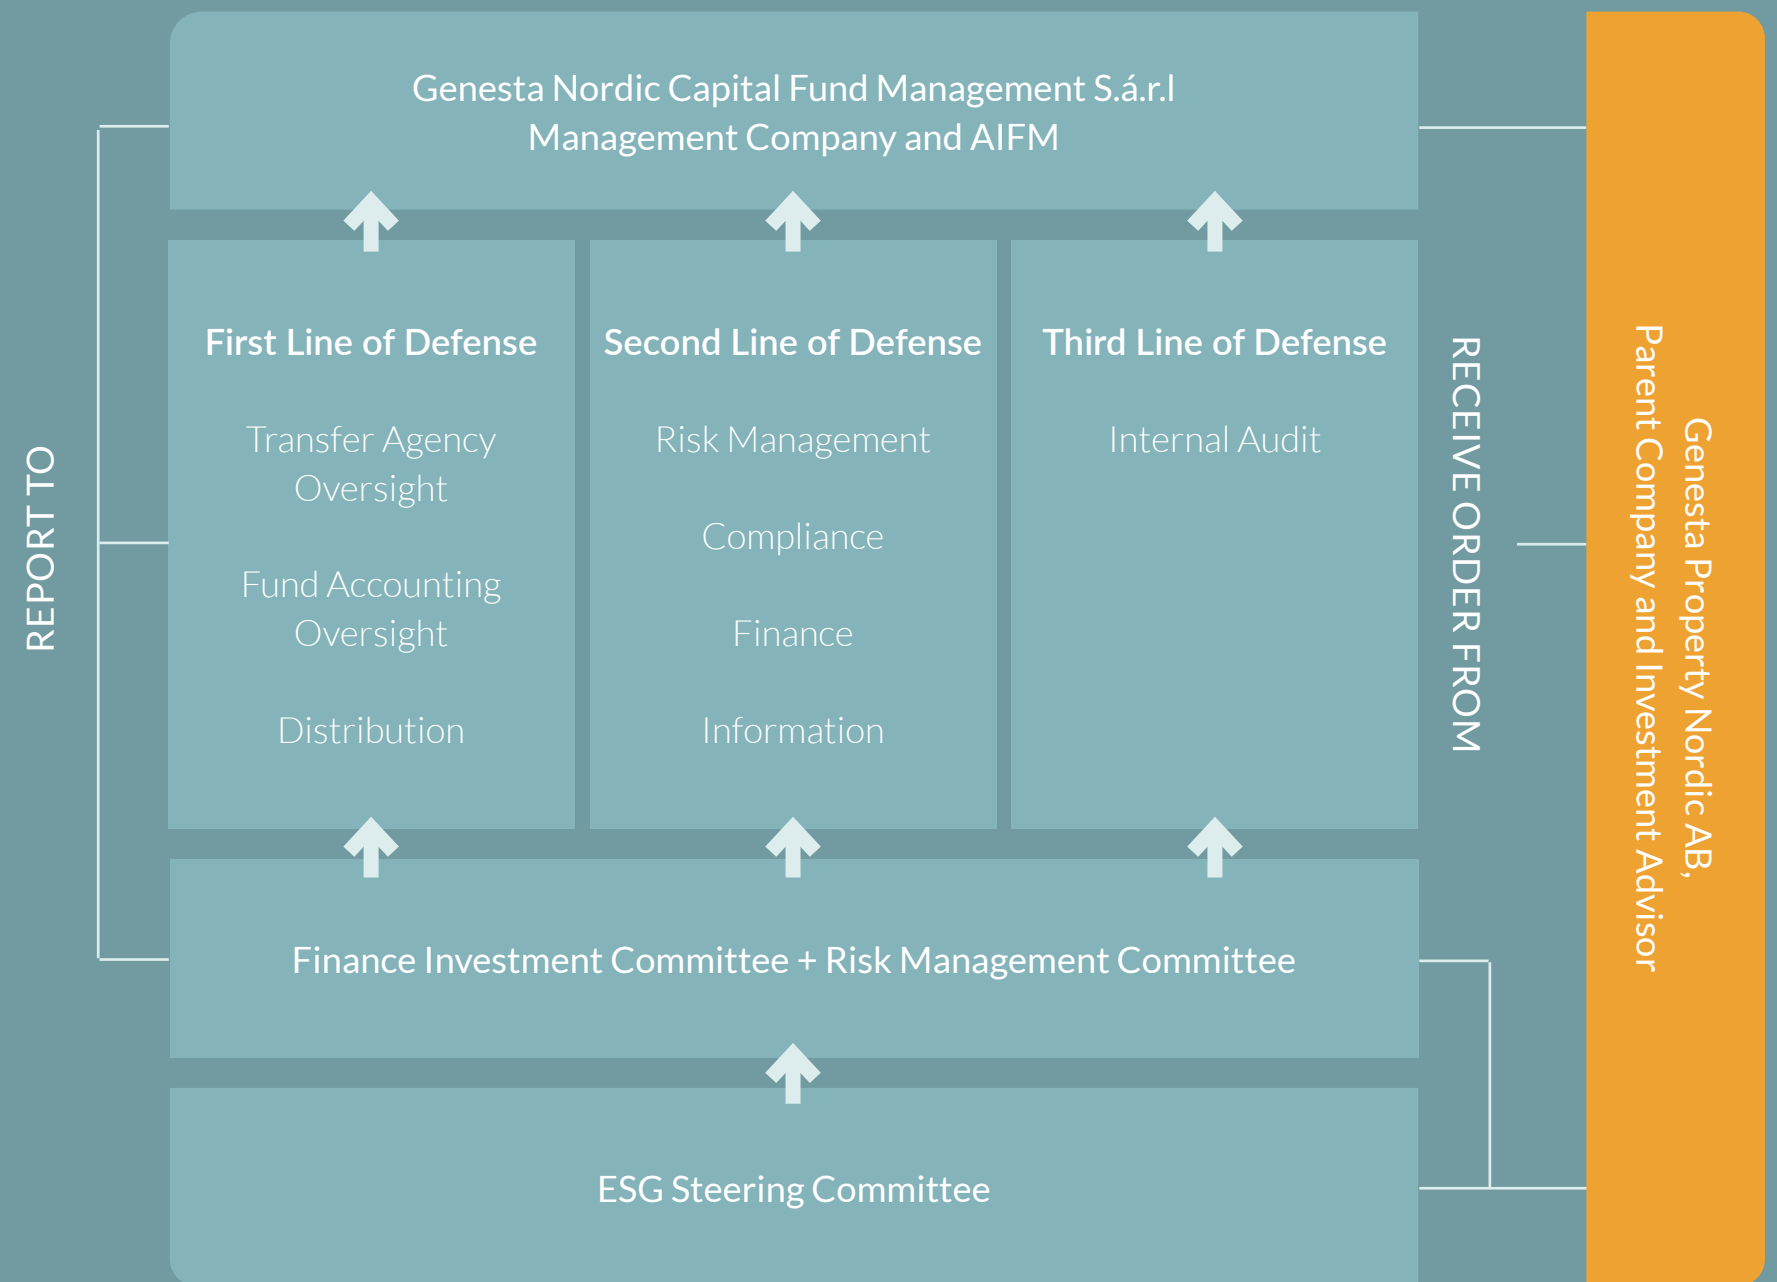 Genesta Nordic Capital Fund Management S.á.r.l
Management Company and AIFM
REPORT TO
First Line of Defense
Transfer Agency
Oversight
Fund Accounting
Oversight
Distribution
Second Line of Defense
Risk Management
Compliance
Finance
Information
Third Line of Defense
Internal Audit
RECEIVE ORDER FROM
Genesta Property Nordic AB,
Parent Company and Investment Advisor
Finance Investment Committee + Risk Management Committee
ESG Steering Committee